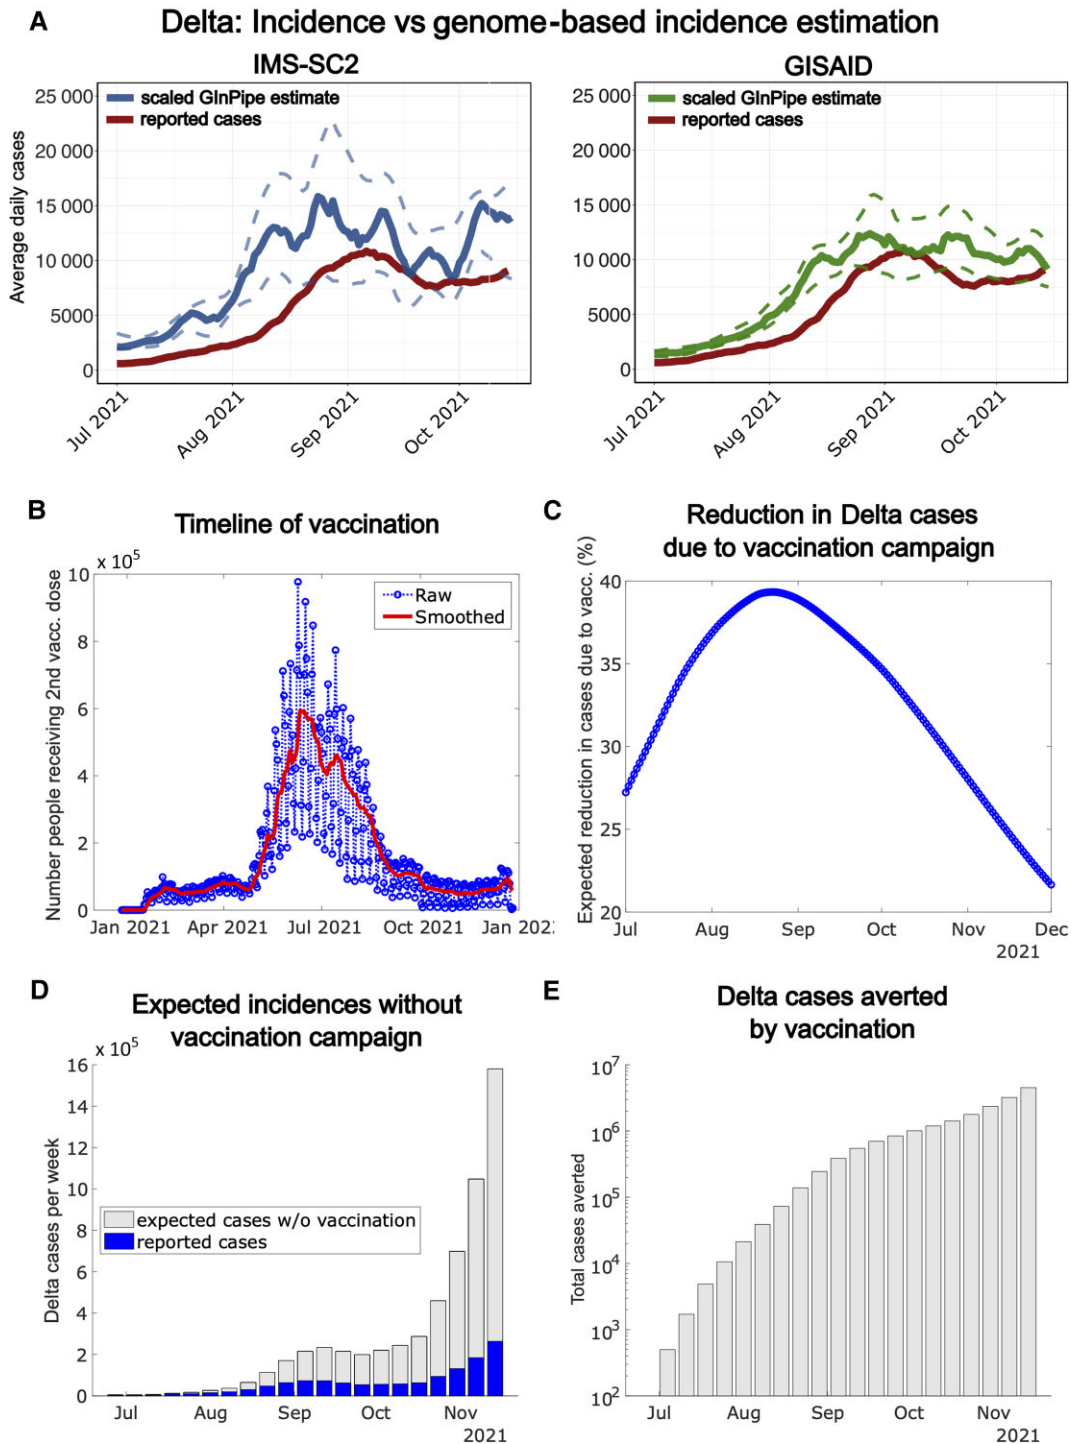 A
Delta: Incidence vs genome-based incidence estimation
IMS-SC2
GISAID
Average daily cases
25 000
20 000
15 000
10 000
5000
0
scaled GInPipe estimate
reported cases
Jul 2021
Aug 2021
Sep 2021
Oct 2021
25 000
20 000
15 000
10 000
5000
0
scaled GInPipe estimate
reported cases
Jul 2021
Aug 2021
Sep 2021
Oct 2021
B
Timeline of vaccination
x 10^5
Number people receiving 2nd vacc. dose
10
8
6
4
2
0
Raw
Smoothed
Jan 2021
Apr 2021
Jul 2021
Oct 2021
Jan 202
C
Reduction in Delta cases
due to vaccination campaign
Expected reduction in cases due to vacc. (%)
40
35
30
25
20
Jul
Aug
Sep
Oct
Nov
Dec
2021
D
Expected incidences without
vaccination campaign
x 10^5
Delta cases per week
16
14
12
10
8
6
4
2
0
expected cases w/o vaccination
reported cases
Jul
Aug
Sep
Oct
Nov
2021
E
Delta cases averted
by vaccination
Total cases averted
10^7
10^6
10^5
10^4
10^3
10^2
Jul
Aug
Sep
Oct
Nov
2021